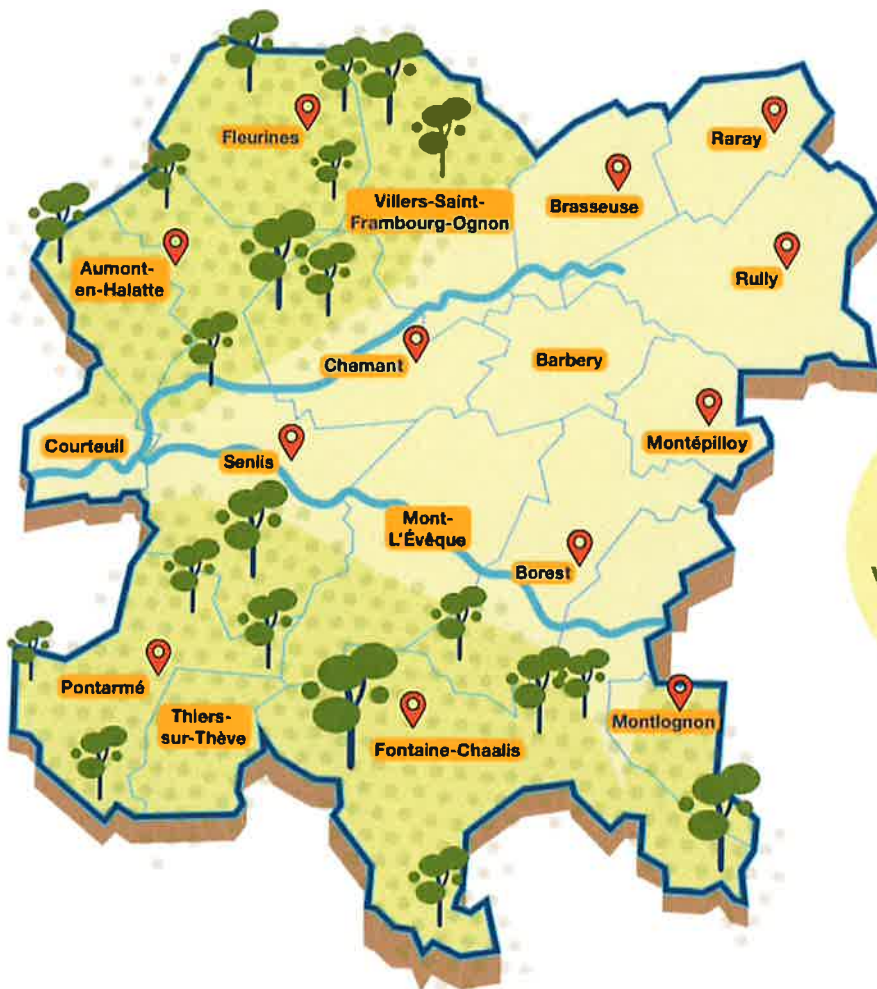 Fleurines
Raray
Villers-Saint-
Frambourg-Ognon
Brasseuse
Aumont-
en-Halatte
Rully
Chamant
Barbery
Courteuil
Senlis
Montépilloy
Mont-
L'Évêque
Borest
Pontarmé
Thiers-
sur-Thève
Fontaine-Chaalis
Montlognon